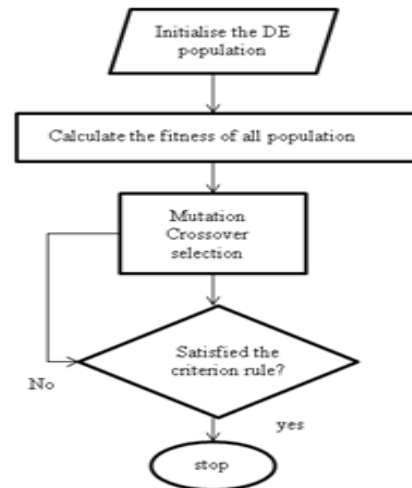 Initialise the DE
population
Calculate the fitness of all population
Mutation
Crossover
selection
Satisfied the
criterion rule?
No
yes
stop